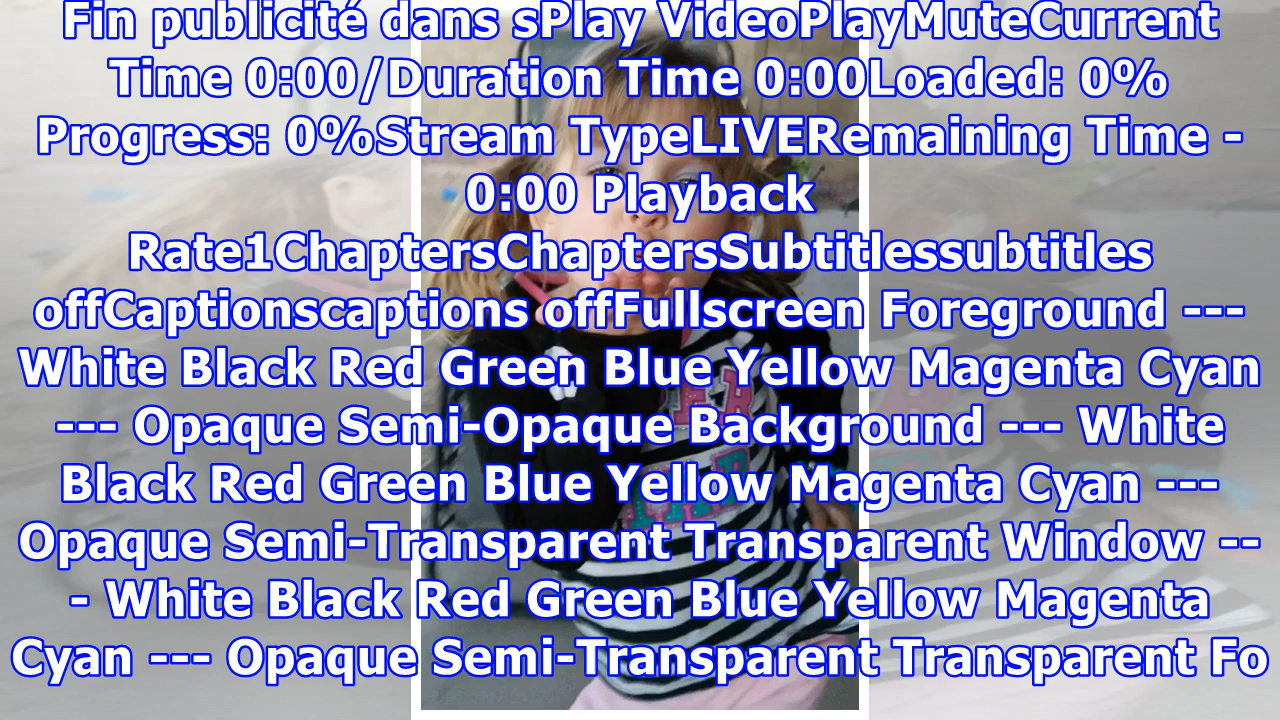 Fin publicité dans sPlay VideoPlayMuteCurrent
Time 0:00/Duration Time 0:00Loaded: 0%
Progress: 0%Stream TypeLIVERemaining Time -
0:00 Playback
Rate1ChaptersChaptersSubtitlessubtitles
offCaptionscaptions offFullscreen Foreground ---
White Black Red Green Blue Yellow Magenta Cyan
--- Opaque Semi-Opaque Background --- White
Black Red Green Blue Yellow Magenta Cyan ---
Opaque Semi-Transparent Transparent Window --
- White Black Red Green Blue Yellow Magenta
Cyan --- Opaque Semi-Transparent Transparent Fo